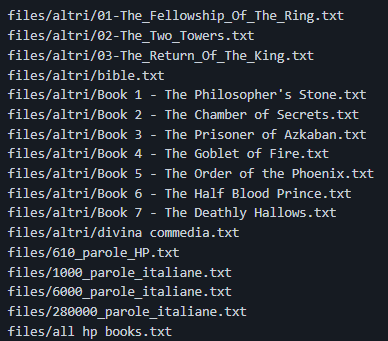 files/altri/01-The_Fellowship_Of_The_Ring.txt
files/altri/02-The_Two_Towers.txt
files/altri/03-The_Return_Of_The_King.txt
files/altri/bible.txt
files/altri/Book 1 - The Philosopher's Stone.txt
files/altri/Book 2 - The Chamber of Secrets.txt
files/altri/Book 3 - The Prisoner of Azkaban.txt
files/altri/Book 4 - The Goblet of Fire.txt
files/altri/Book 5 - The Order of the Phoenix.txt
files/altri/Book 6 - The Half Blood Prince.txt
files/altri/Book 7 - The Deathly Hallows.txt
files/altri/divina commedia.txt
files/610_parole_HP.txt
files/1000_parole_italiane.txt
files/6000_parole_italiane.txt
files/280000_parole_italiane.txt
files/all hp books.txt